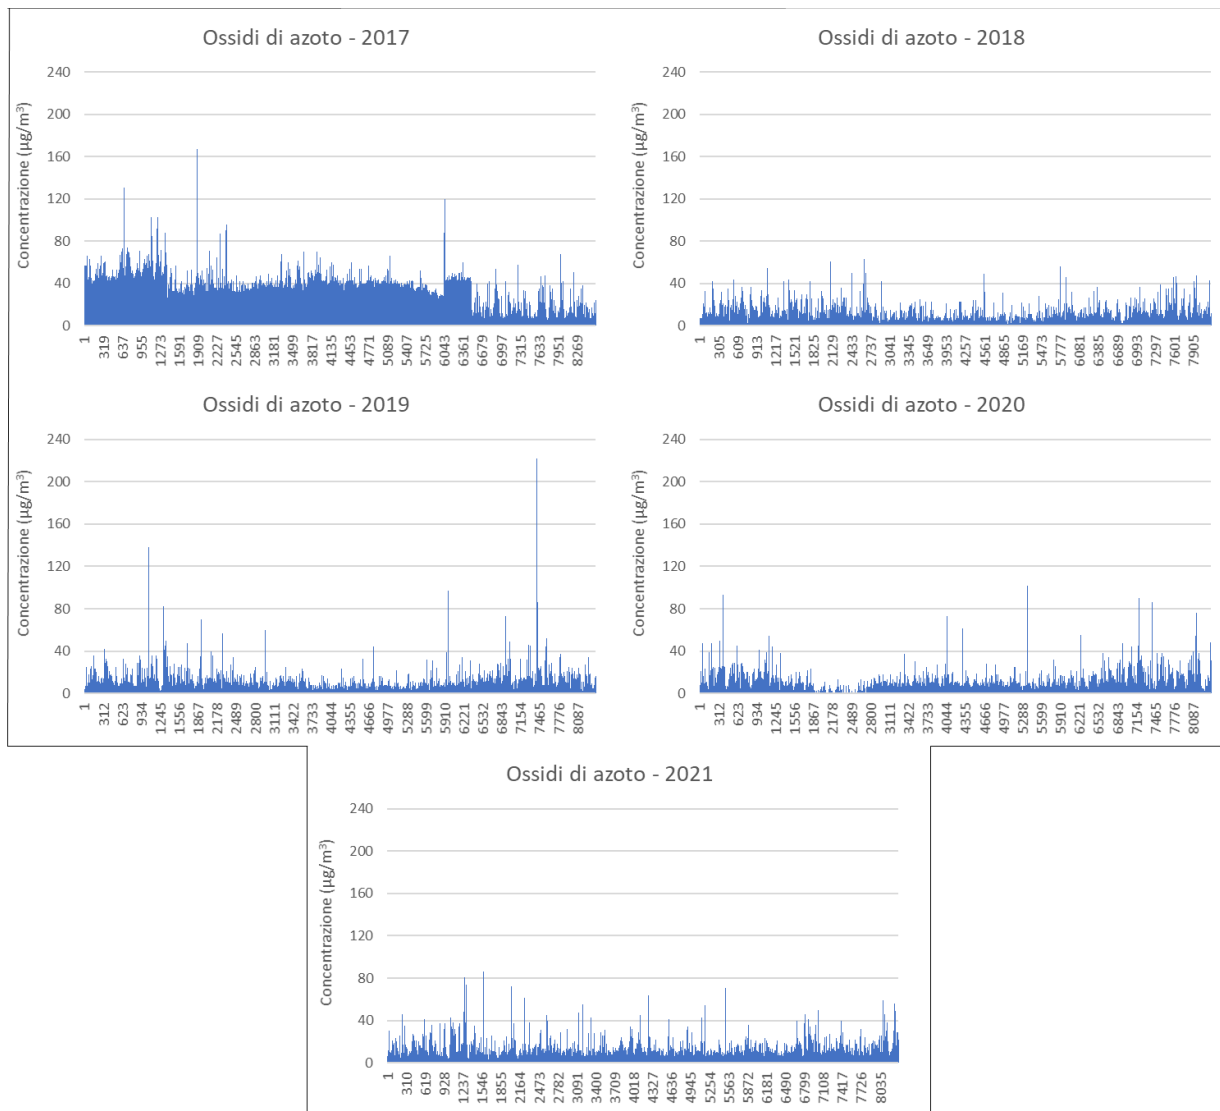 Ossidi di azoto - 2017
Concentrazione (µg/m³)
240
200
160
120
80
40
0
1 319 637 955 1273 1591 1909 2227 2545 2863 3181 3499 3817 4135 4453 4771 5089 5407 5725 6043 6361 6679 6997 7315 7633 7951 8269
Ossidi di azoto - 2018
Concentrazione (µg/m³)
240
200
160
120
80
40
0
1 305 609 913 1217 1521 1825 2129 2433 2737 3041 3345 3649 3953 4257 4561 4865 5169 5473 5777 6081 6385 6689 6993 7297 7601 7905
Ossidi di azoto - 2019
Concentrazione (µg/m³)
240
200
160
120
80
40
0
1 312 623 934 1245 1556 1867 2178 2489 2800 3111 3422 3733 4044 4355 4666 4977 5288 5599 5910 6221 6532 6843 7154 7465 7776 8087
Ossidi di azoto - 2020
Concentrazione (µg/m³)
240
200
160
120
80
40
0
1 312 623 934 1245 1556 1867 2178 2489 2800 3111 3422 3733 4044 4355 4666 4977 5288 5599 5910 6221 6532 6843 7154 7465 7776 8087
Ossidi di azoto - 2021
Concentrazione (µg/m³)
240
200
160
120
80
40
0
1 310 619 928 1237 1546 1855 2164 2473 2782 3091 3400 3709 4018 4327 4636 4945 5254 5563 5872 6181 6490 6799 7108 7417 7726 8035